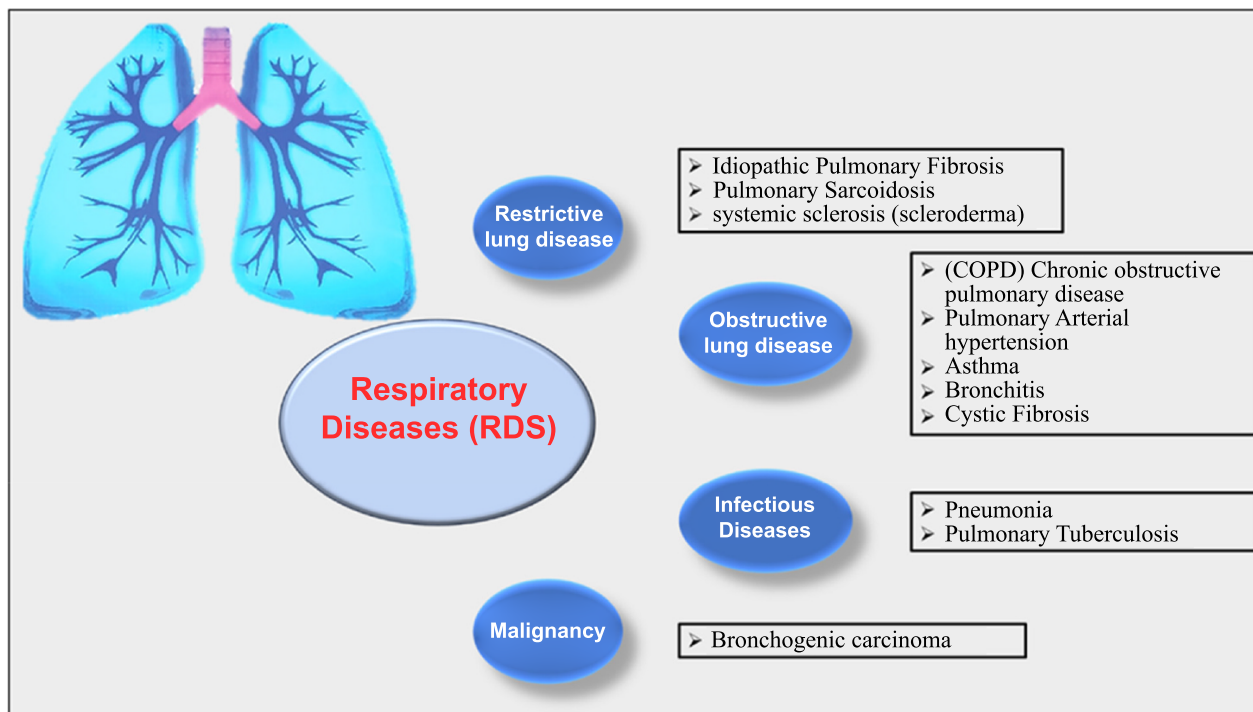 Respiratory
Diseases (RDS)
Restrictive
lung disease
➢ Idiopathic Pulmonary Fibrosis
➢ Pulmonary Sarcoidosis
➢ systemic sclerosis (scleroderma)
Obstructive
lung disease
➢ (COPD) Chronic obstructive
pulmonary disease
➢ Pulmonary Arterial
hypertension
➢ Asthma
➢ Bronchitis
➢ Cystic Fibrosis
Infectious
Diseases
➢ Pneumonia
➢ Pulmonary Tuberculosis
Malignancy
➢ Bronchogenic carcinoma